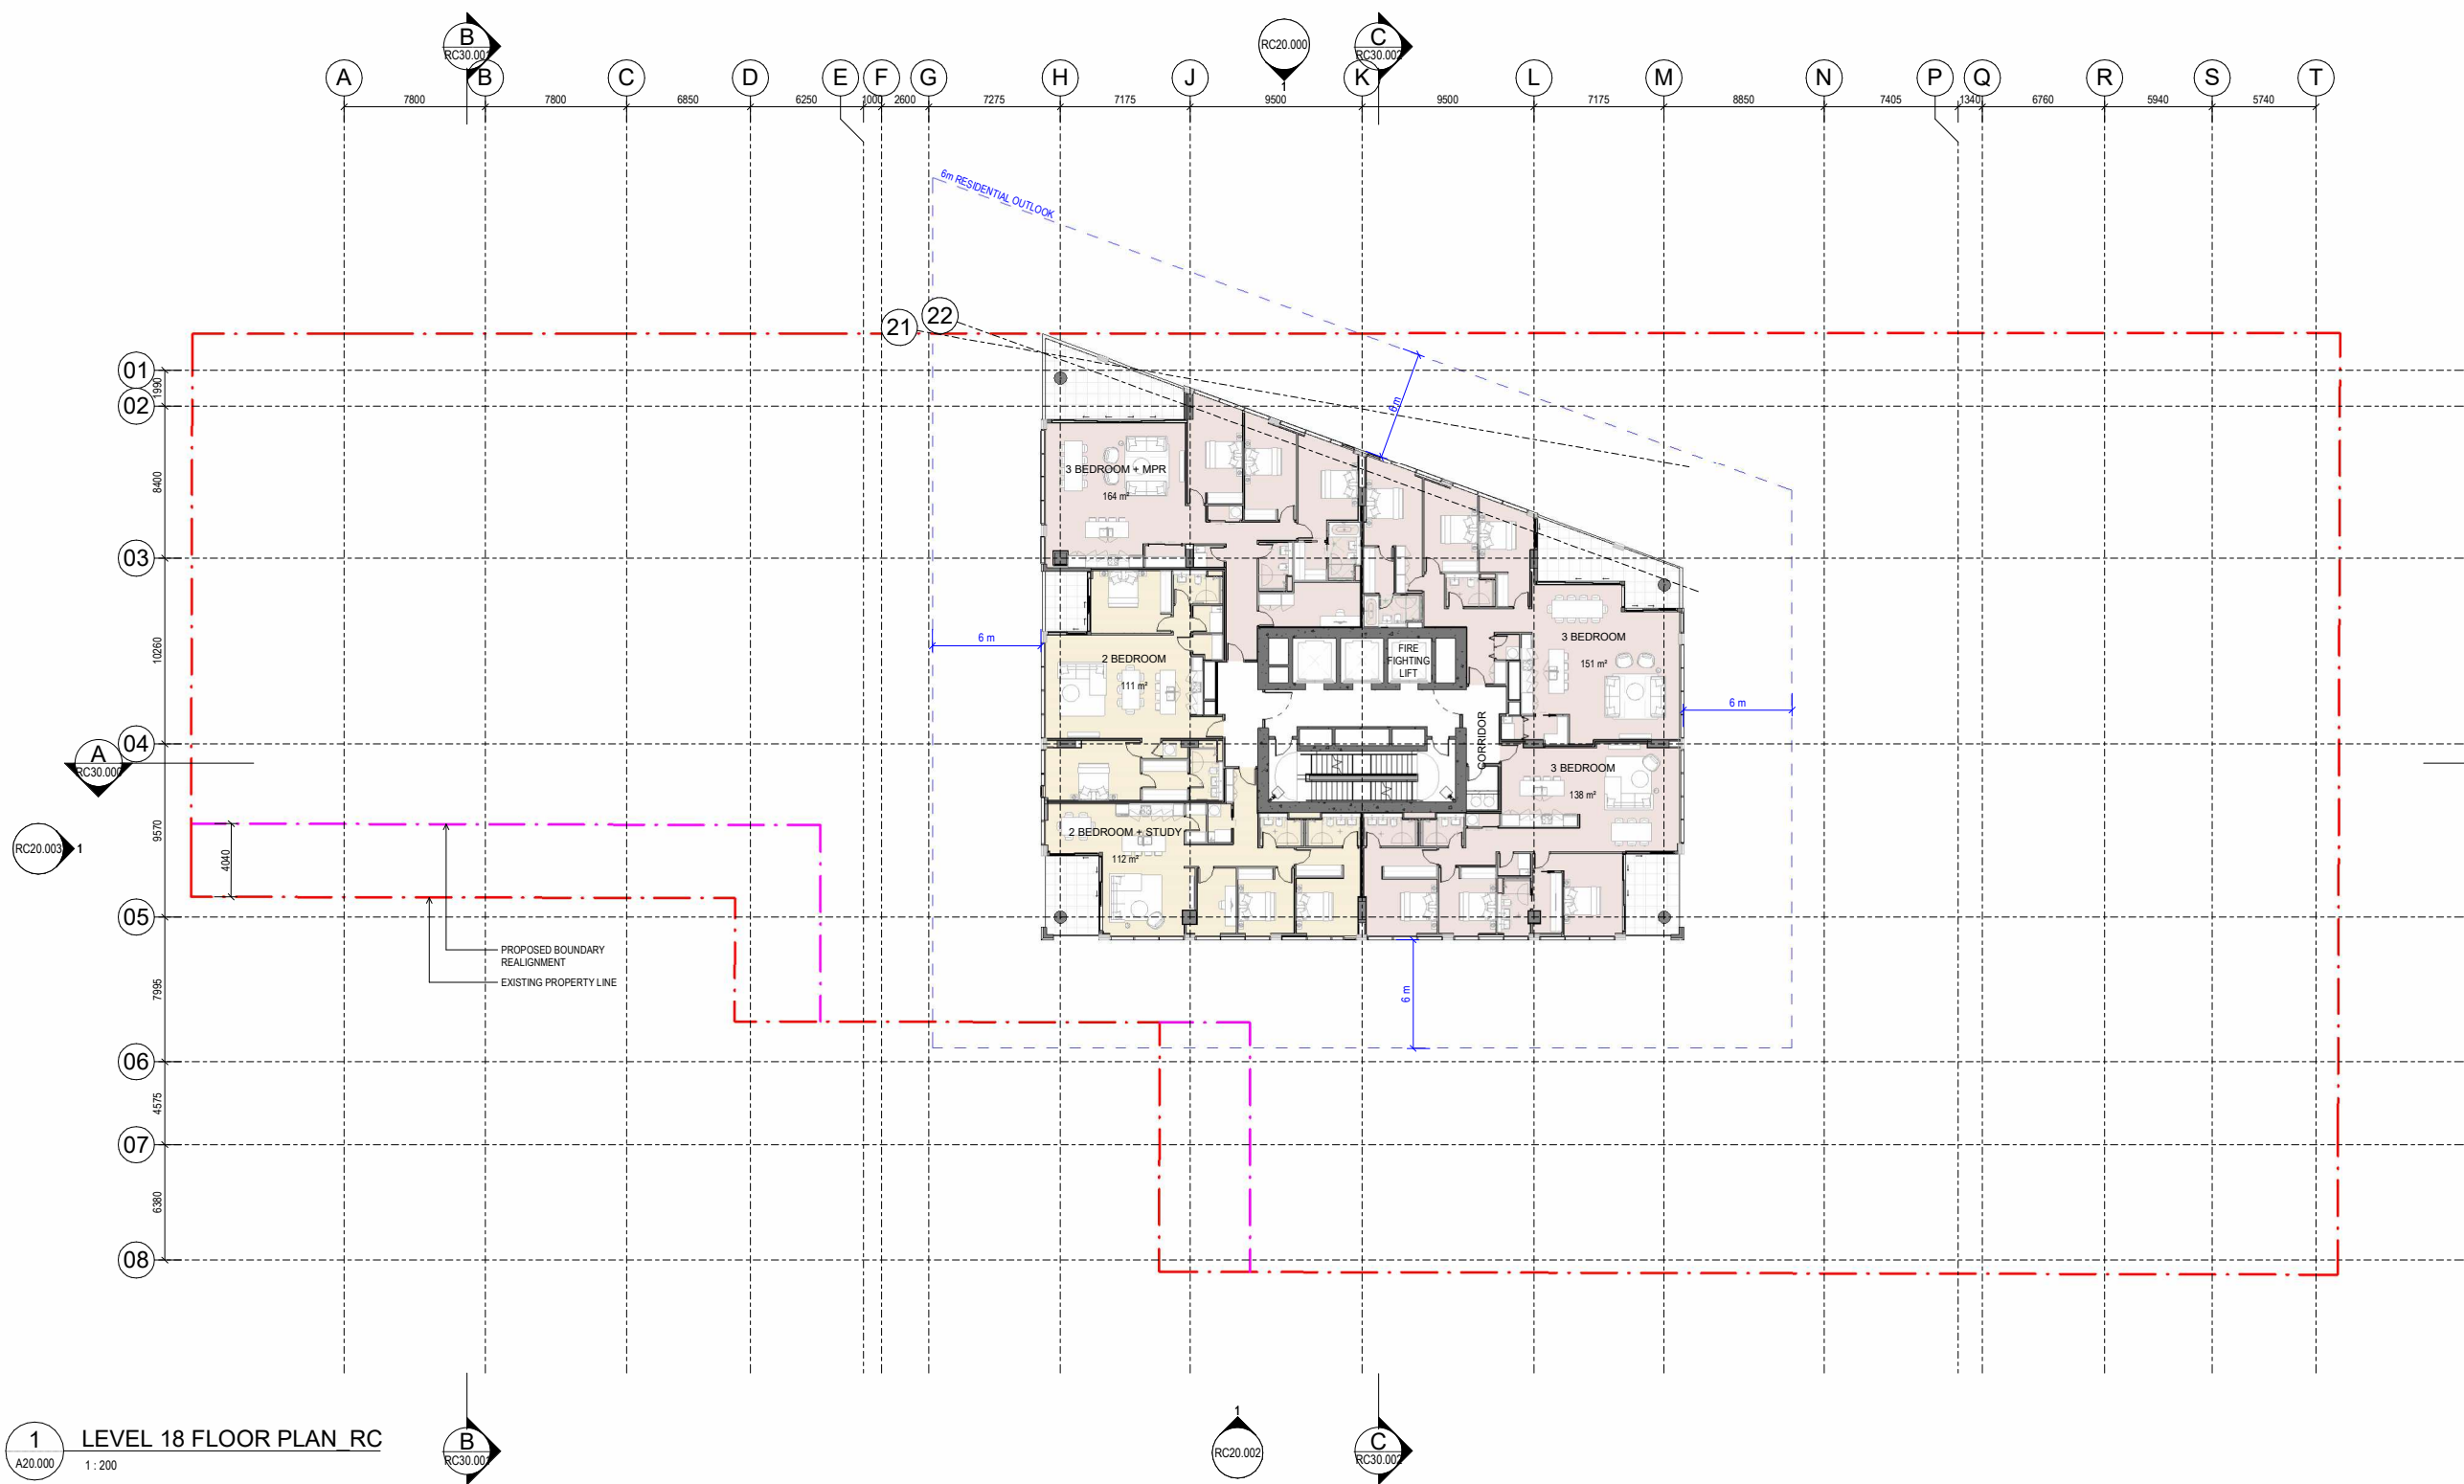 B
RC30.001
RC20.000
1
C
RC30.002
A B C D E F G H J K L M N P Q R S T
7800 7800 6850 6250 1000 2600 7275 7175 9500 9500 7175 8850 7405 1340 6760 5940 5740
6m RESIDENTIAL OUTLOOK
21
22
01
1990
02
6m
8400
3 BEDROOM + MPR
164 m²
03
10260
6 m
2 BEDROOM
111 m²
FIRE
FIGHTING
LIFT
3 BEDROOM
151 m²
6 m
CORRIDOR
04
A
RC30.000
3 BEDROOM
138 m²
9570
RC20.003
1
4040
2 BEDROOM + STUDY
112 m²
05
PROPOSED BOUNDARY
REALIGNMENT
EXISTING PROPERTY LINE
7995
6 m
06
4575
07
6380
08
1
A20.000
LEVEL 18 FLOOR PLAN_RC
1 : 200
B
RC30.001
1
RC20.002
C
RC30.002